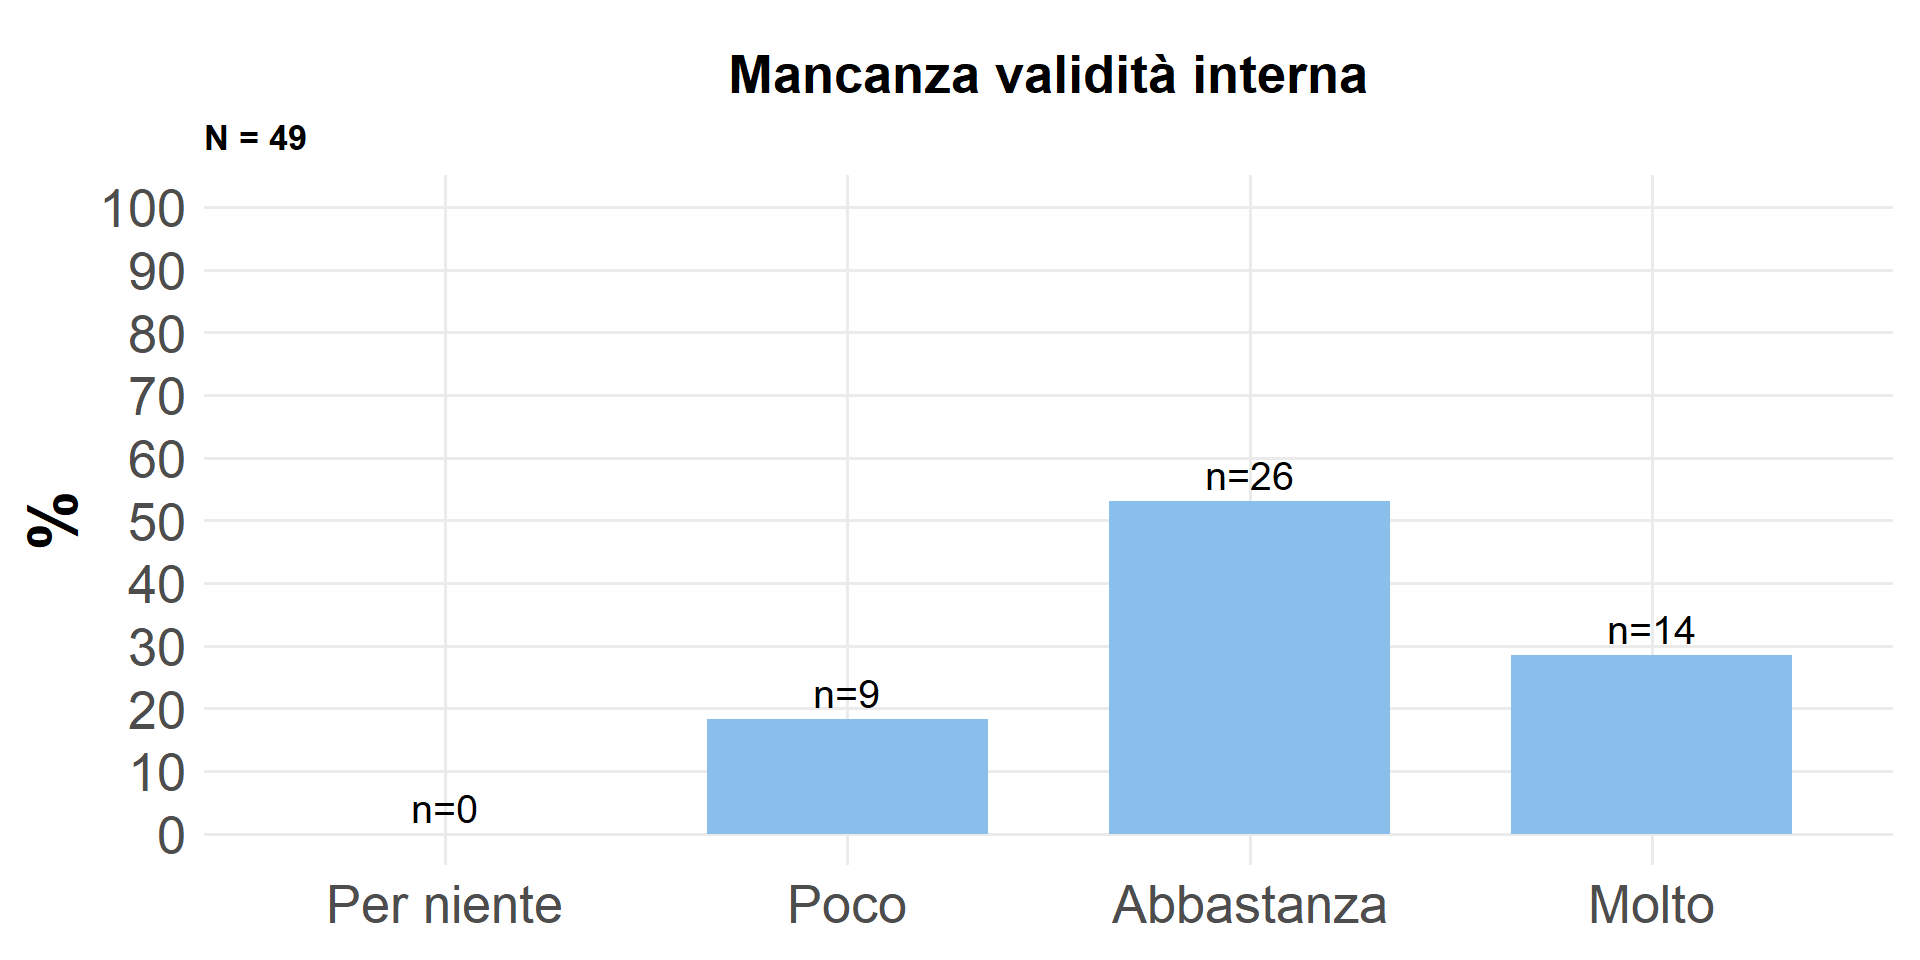 Mancanza validità interna
N = 49
100
90
80
70
60
50
40
30
20
10
0
%
n=0
n=9
n=26
n=14
Per niente
Poco
Abbastanza
Molto